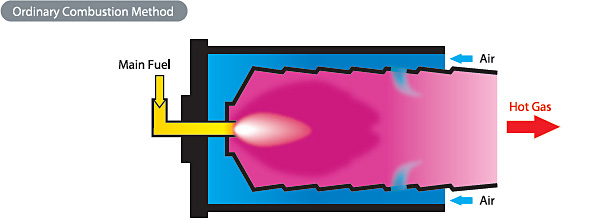 Ordinary Combustion Method
Main Fuel
Air
Hot Gas
Air